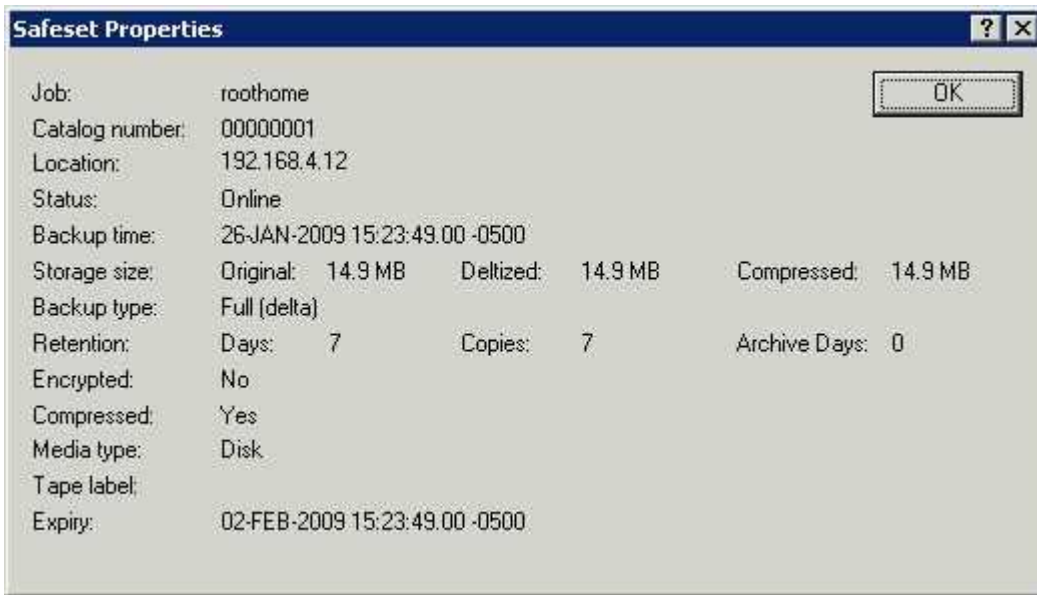 Safeset Properties
OK
Job: roothome
Catalog number: 00000001
Location: 192.168.4.12
Status: Online
Backup time: 26-JAN-2009 15:23:49.00 -0500
Storage size: Original: 14.9 MB Deltized: 14.9 MB Compressed: 14.9 MB
Backup type: Full (delta)
Retention: Days: 7 Copies: 7 Archive Days: 0
Encrypted: No
Compressed: Yes
Media type: Disk
Tape label:
Expiry: 02-FEB-2009 15:23:49.00 -0500